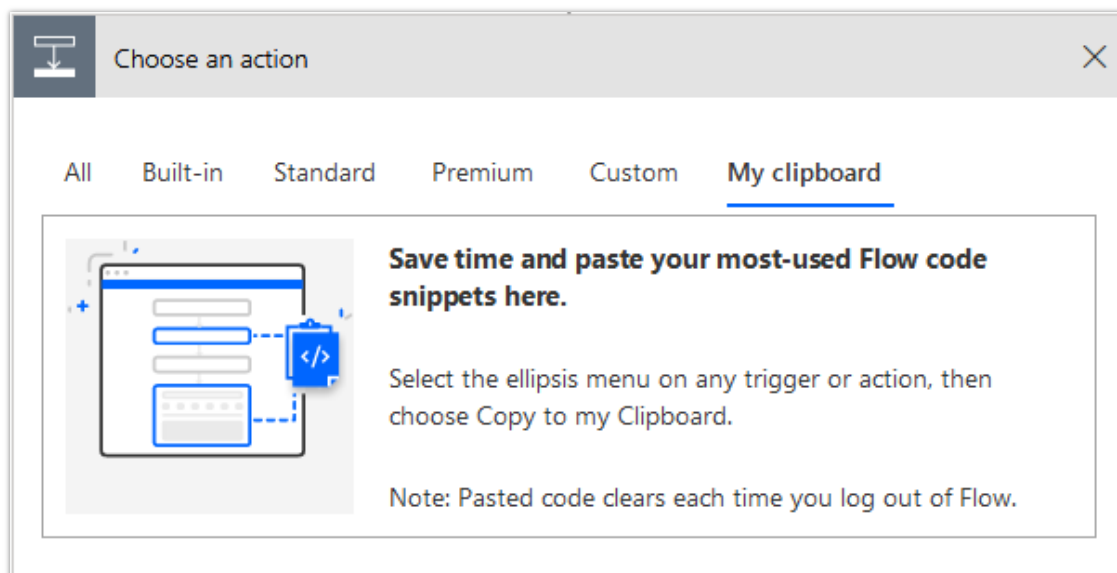 Choose an action
All Built-in Standard Premium Custom My clipboard
Save time and paste your most-used Flow code
snippets here.
</>
Select the ellipsis menu on any trigger or action, then
choose Copy to my Clipboard.
Note: Pasted code clears each time you log out of Flow.